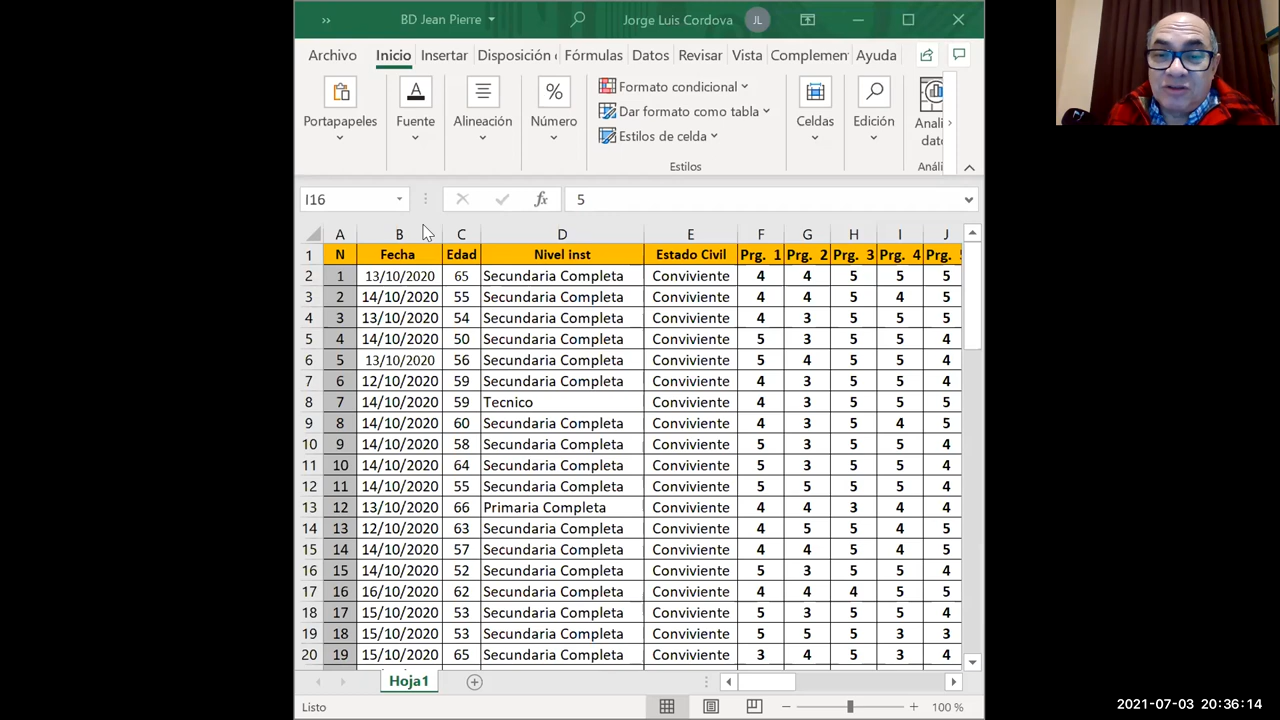 BD Jean Pierre Jorge Luis Cordova JL
Archivo Inicio Insertar Disposición Fórmulas Datos Revisar Vista Complemen Ayuda
Portapapeles Fuente Alineación % Número Formato condicional Dar formato como tabla Estilos de celda Celdas Edición Analiz datos
Estilos Anális
I16 fx 5
A B C D E F G H I J
1 N Fecha Edad Nivel inst Estado Civil Prg. 1 Prg. 2 Prg. 3 Prg. 4 Prg.
2 1 13/10/2020 65 Secundaria Completa Conviviente 4 4 5 5 5
3 2 14/10/2020 55 Secundaria Completa Conviviente 4 4 5 4 5
4 3 13/10/2020 54 Secundaria Completa Conviviente 4 3 5 5 5
5 4 14/10/2020 50 Secundaria Completa Conviviente 5 3 5 5 4
6 5 13/10/2020 56 Secundaria Completa Conviviente 5 4 5 5 4
7 6 12/10/2020 59 Secundaria Completa Conviviente 4 3 5 5 4
8 7 14/10/2020 59 Tecnico Conviviente 4 3 5 5 5
9 8 14/10/2020 60 Secundaria Completa Conviviente 4 3 5 4 5
10 9 14/10/2020 58 Secundaria Completa Conviviente 5 3 5 5 4
11 10 14/10/2020 64 Secundaria Completa Conviviente 5 3 5 5 4
12 11 14/10/2020 55 Secundaria Completa Conviviente 5 5 5 5 4
13 12 13/10/2020 66 Primaria Completa Conviviente 4 4 3 4 4
14 13 12/10/2020 63 Secundaria Completa Conviviente 4 5 5 4 5
15 14 14/10/2020 57 Secundaria Completa Conviviente 4 4 5 4 5
16 15 14/10/2020 52 Secundaria Completa Conviviente 5 3 5 5 4
17 16 16/10/2020 62 Secundaria Completa Conviviente 4 4 4 5 5
18 17 15/10/2020 53 Secundaria Completa Conviviente 5 3 5 5 4
19 18 15/10/2020 53 Secundaria Completa Conviviente 5 5 5 3 3
20 19 15/10/2020 65 Secundaria Completa Conviviente 3 4 5 3 4
Hoja1
Listo 100 %
2021-07-03 20:36:14